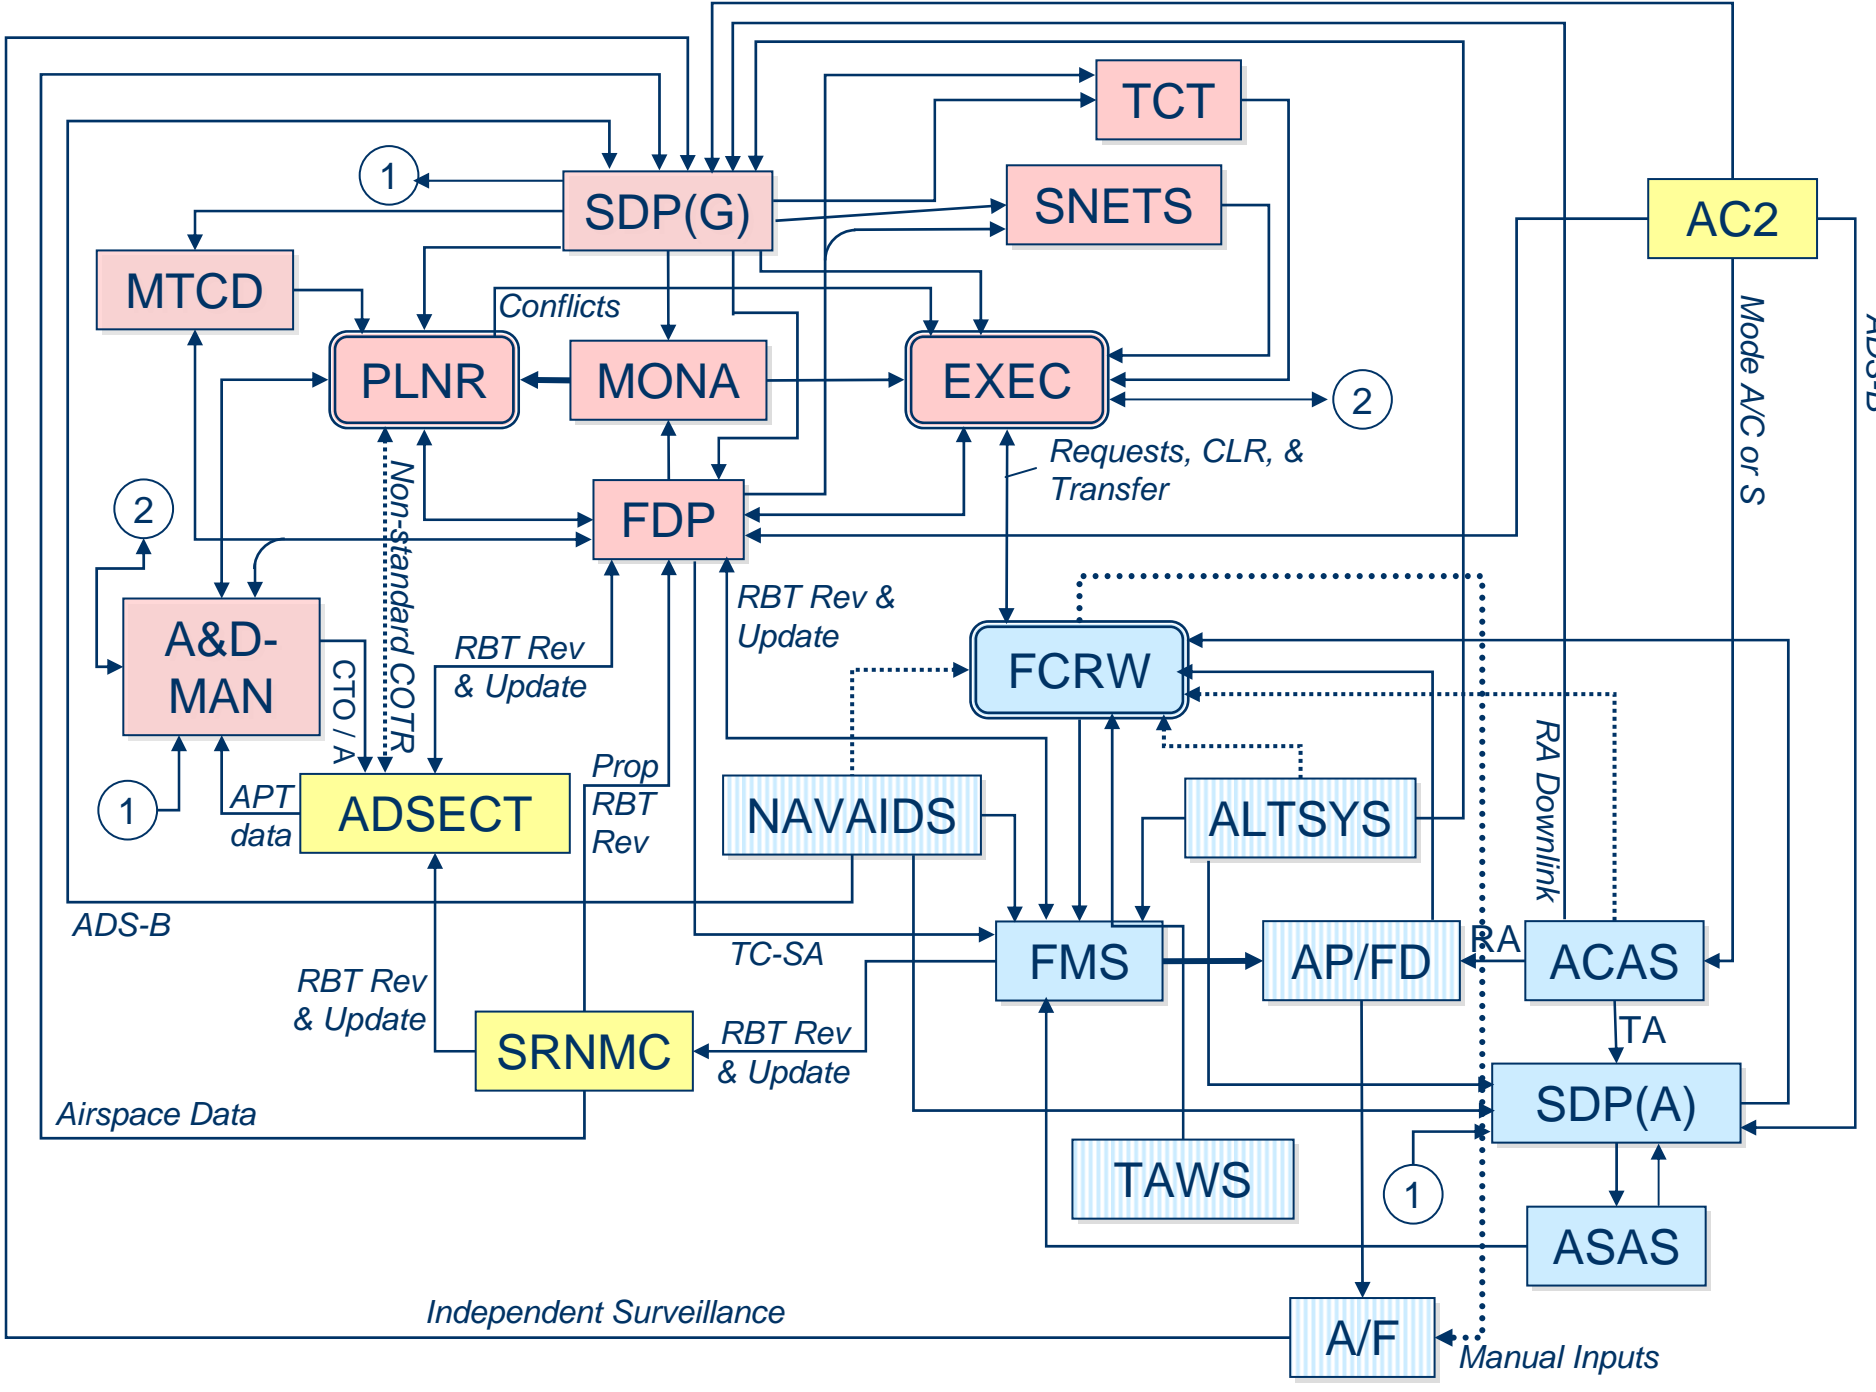 TCT
1
SDP(G)
SNETS
AC2
MTCD
Conflicts
Mode A/C or S
ADS-B
PLNR
MONA
EXEC
2
Requests, CLR, &
Transfer
Non-standard COTR
2
FDP
RBT Rev &
Update
A&D-
MAN
CTO / A
RBT Rev
& Update
FCRW
RA Downlink
1
APT
data
ADSECT
Prop
RBT
Rev
NAVAIDS
ALTSYS
ADS-B
TC-SA
FMS
AP/FD
RA
ACAS
RBT Rev
& Update
SRNMC
RBT Rev
& Update
TA
SDP(A)
Airspace Data
TAWS
1
ASAS
Independent Surveillance
A/F
Manual Inputs